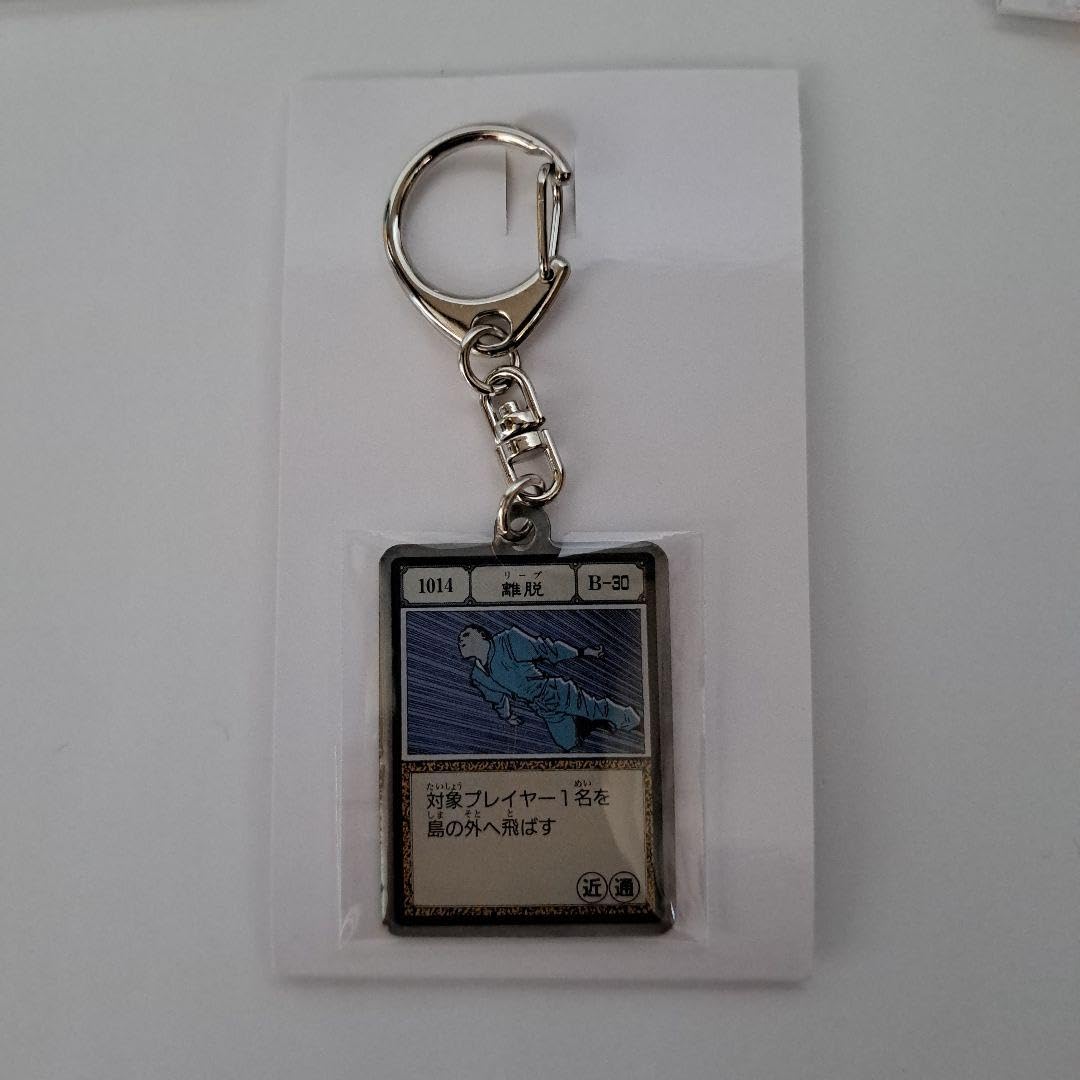 1014 離脱 B-30
リーブ
対象プレイヤー1名を
たいしょう めい
島の外へ飛ばす
しま そと と
近 通